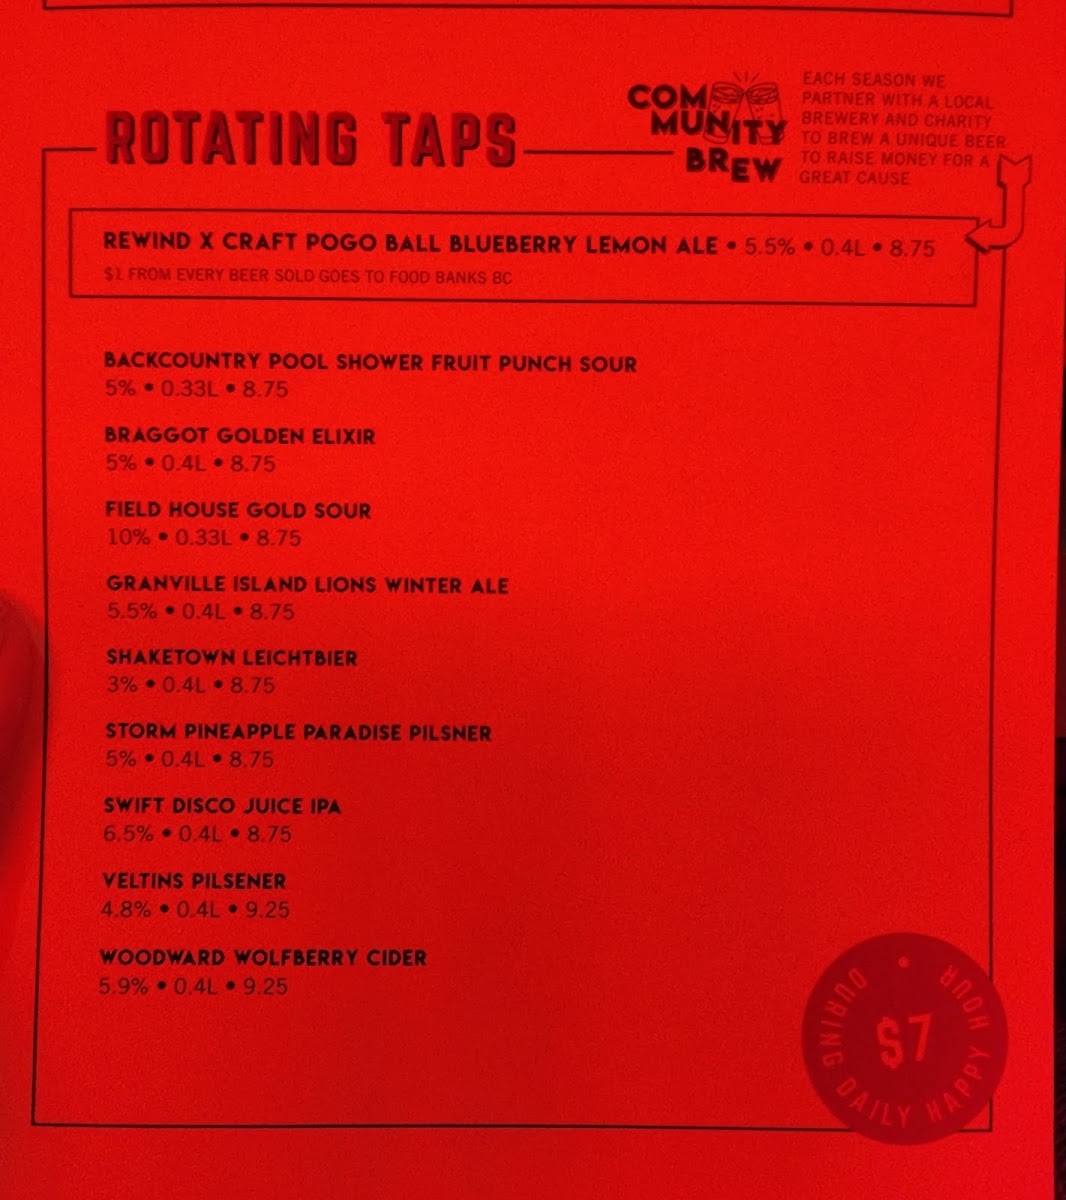 ROTATING TAPS
COM
MUNITY
BREW
EACH SEASON WE
PARTNER WITH A LOCAL
BREWERY AND CHARITY
TO BREW A UNIQUE BEER
TO RAISE MONEY FOR A
GREAT CAUSE
REWIND X CRAFT POGO BALL BLUEBERRY LEMON ALE • 5.5% • 0.4L • 8.75
$1 FROM EVERY BEER SOLD GOES TO FOOD BANKS BC
BACKCOUNTRY POOL SHOWER FRUIT PUNCH SOUR
5% • 0.33L • 8.75
BRAGGOT GOLDEN ELIXIR
5% • 0.4L • 8.75
FIELD HOUSE GOLD SOUR
10% • 0.33L • 8.75
GRANVILLE ISLAND LIONS WINTER ALE
5.5% • 0.4L • 8.75
SHAKETOWN LEICHTBIER
3% • 0.4L • 8.75
STORM PINEAPPLE PARADISE PILSNER
5% • 0.4L • 8.75
SWIFT DISCO JUICE IPA
6.5% • 0.4L • 8.75
VELTINS PILSENER
4.8% • 0.4L • 9.25
WOODWARD WOLFBERRY CIDER
5.9% • 0.4L • 9.25
$7
DURING DAILY HAPPY HOUR